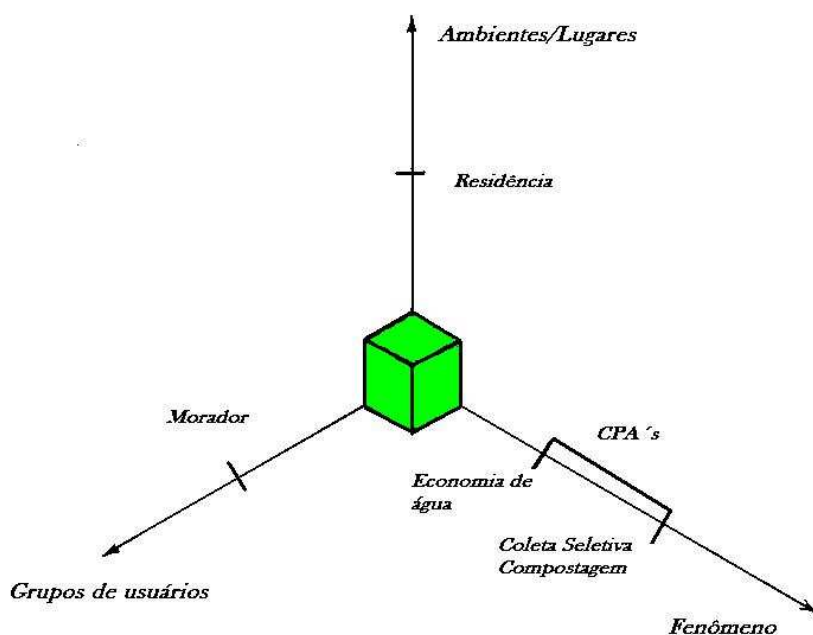 Ambientes/Lugares
Residência
Morador
CPA´s
Economia de
água
Coleta Seletiva
Compostagem
Grupos de usuários
Fenômeno